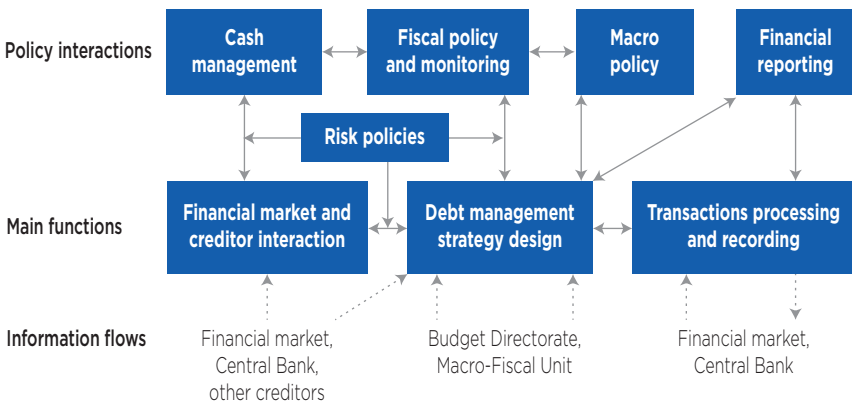 Policy interactions
Cash
management
Fiscal policy
and monitoring
Macro
policy
Financial
reporting
Risk policies
Main functions
Financial market and
creditor interaction
Debt management
strategy design
Transactions processing
and recording
Information flows
Financial market,
Central Bank,
other creditors
Budget Directorate,
Macro-Fiscal Unit
Financial market,
Central Bank